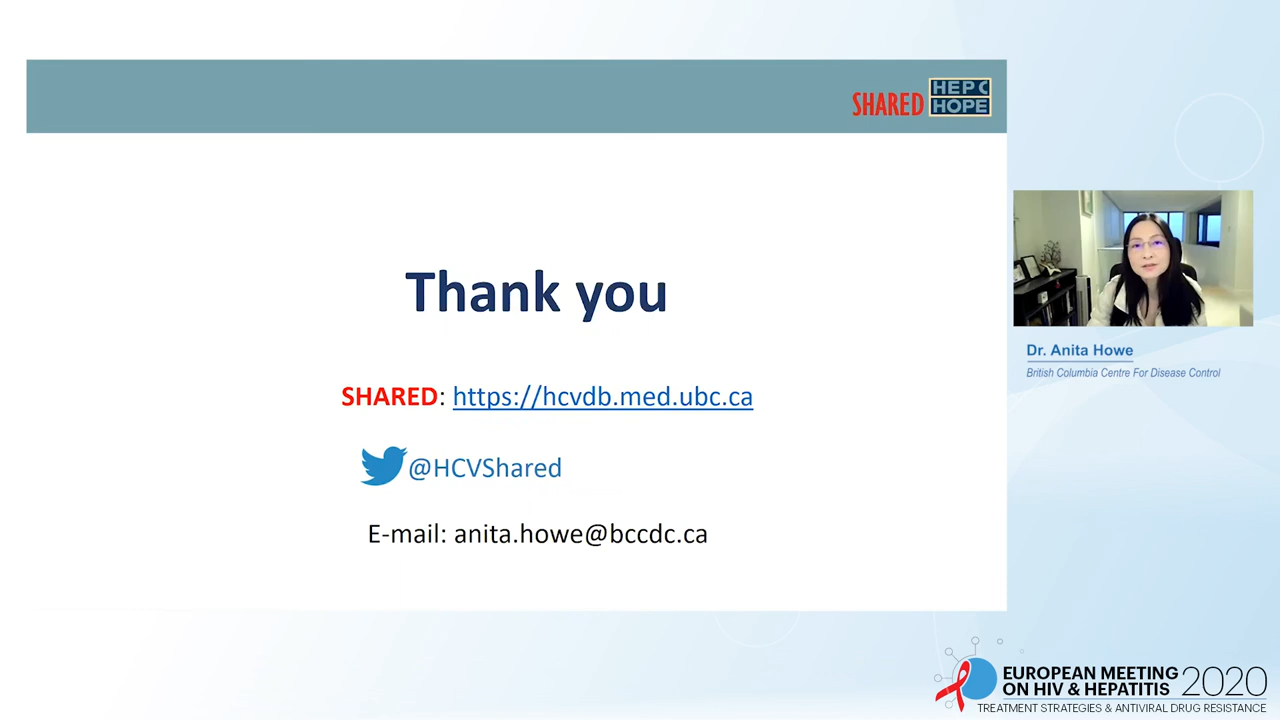 SHARED
HEP C
HOPE
Thank you
SHARED: https://hcvdb.med.ubc.ca
@HCVShared
E-mail: anita.howe@bccdc.ca
Dr. Anita Howe
British Columbia Centre For Disease Control
EUROPEAN MEETING
ON HIV & HEPATITIS 2020
TREATMENT STRATEGIES & ANTIVIRAL DRUG RESISTANCE